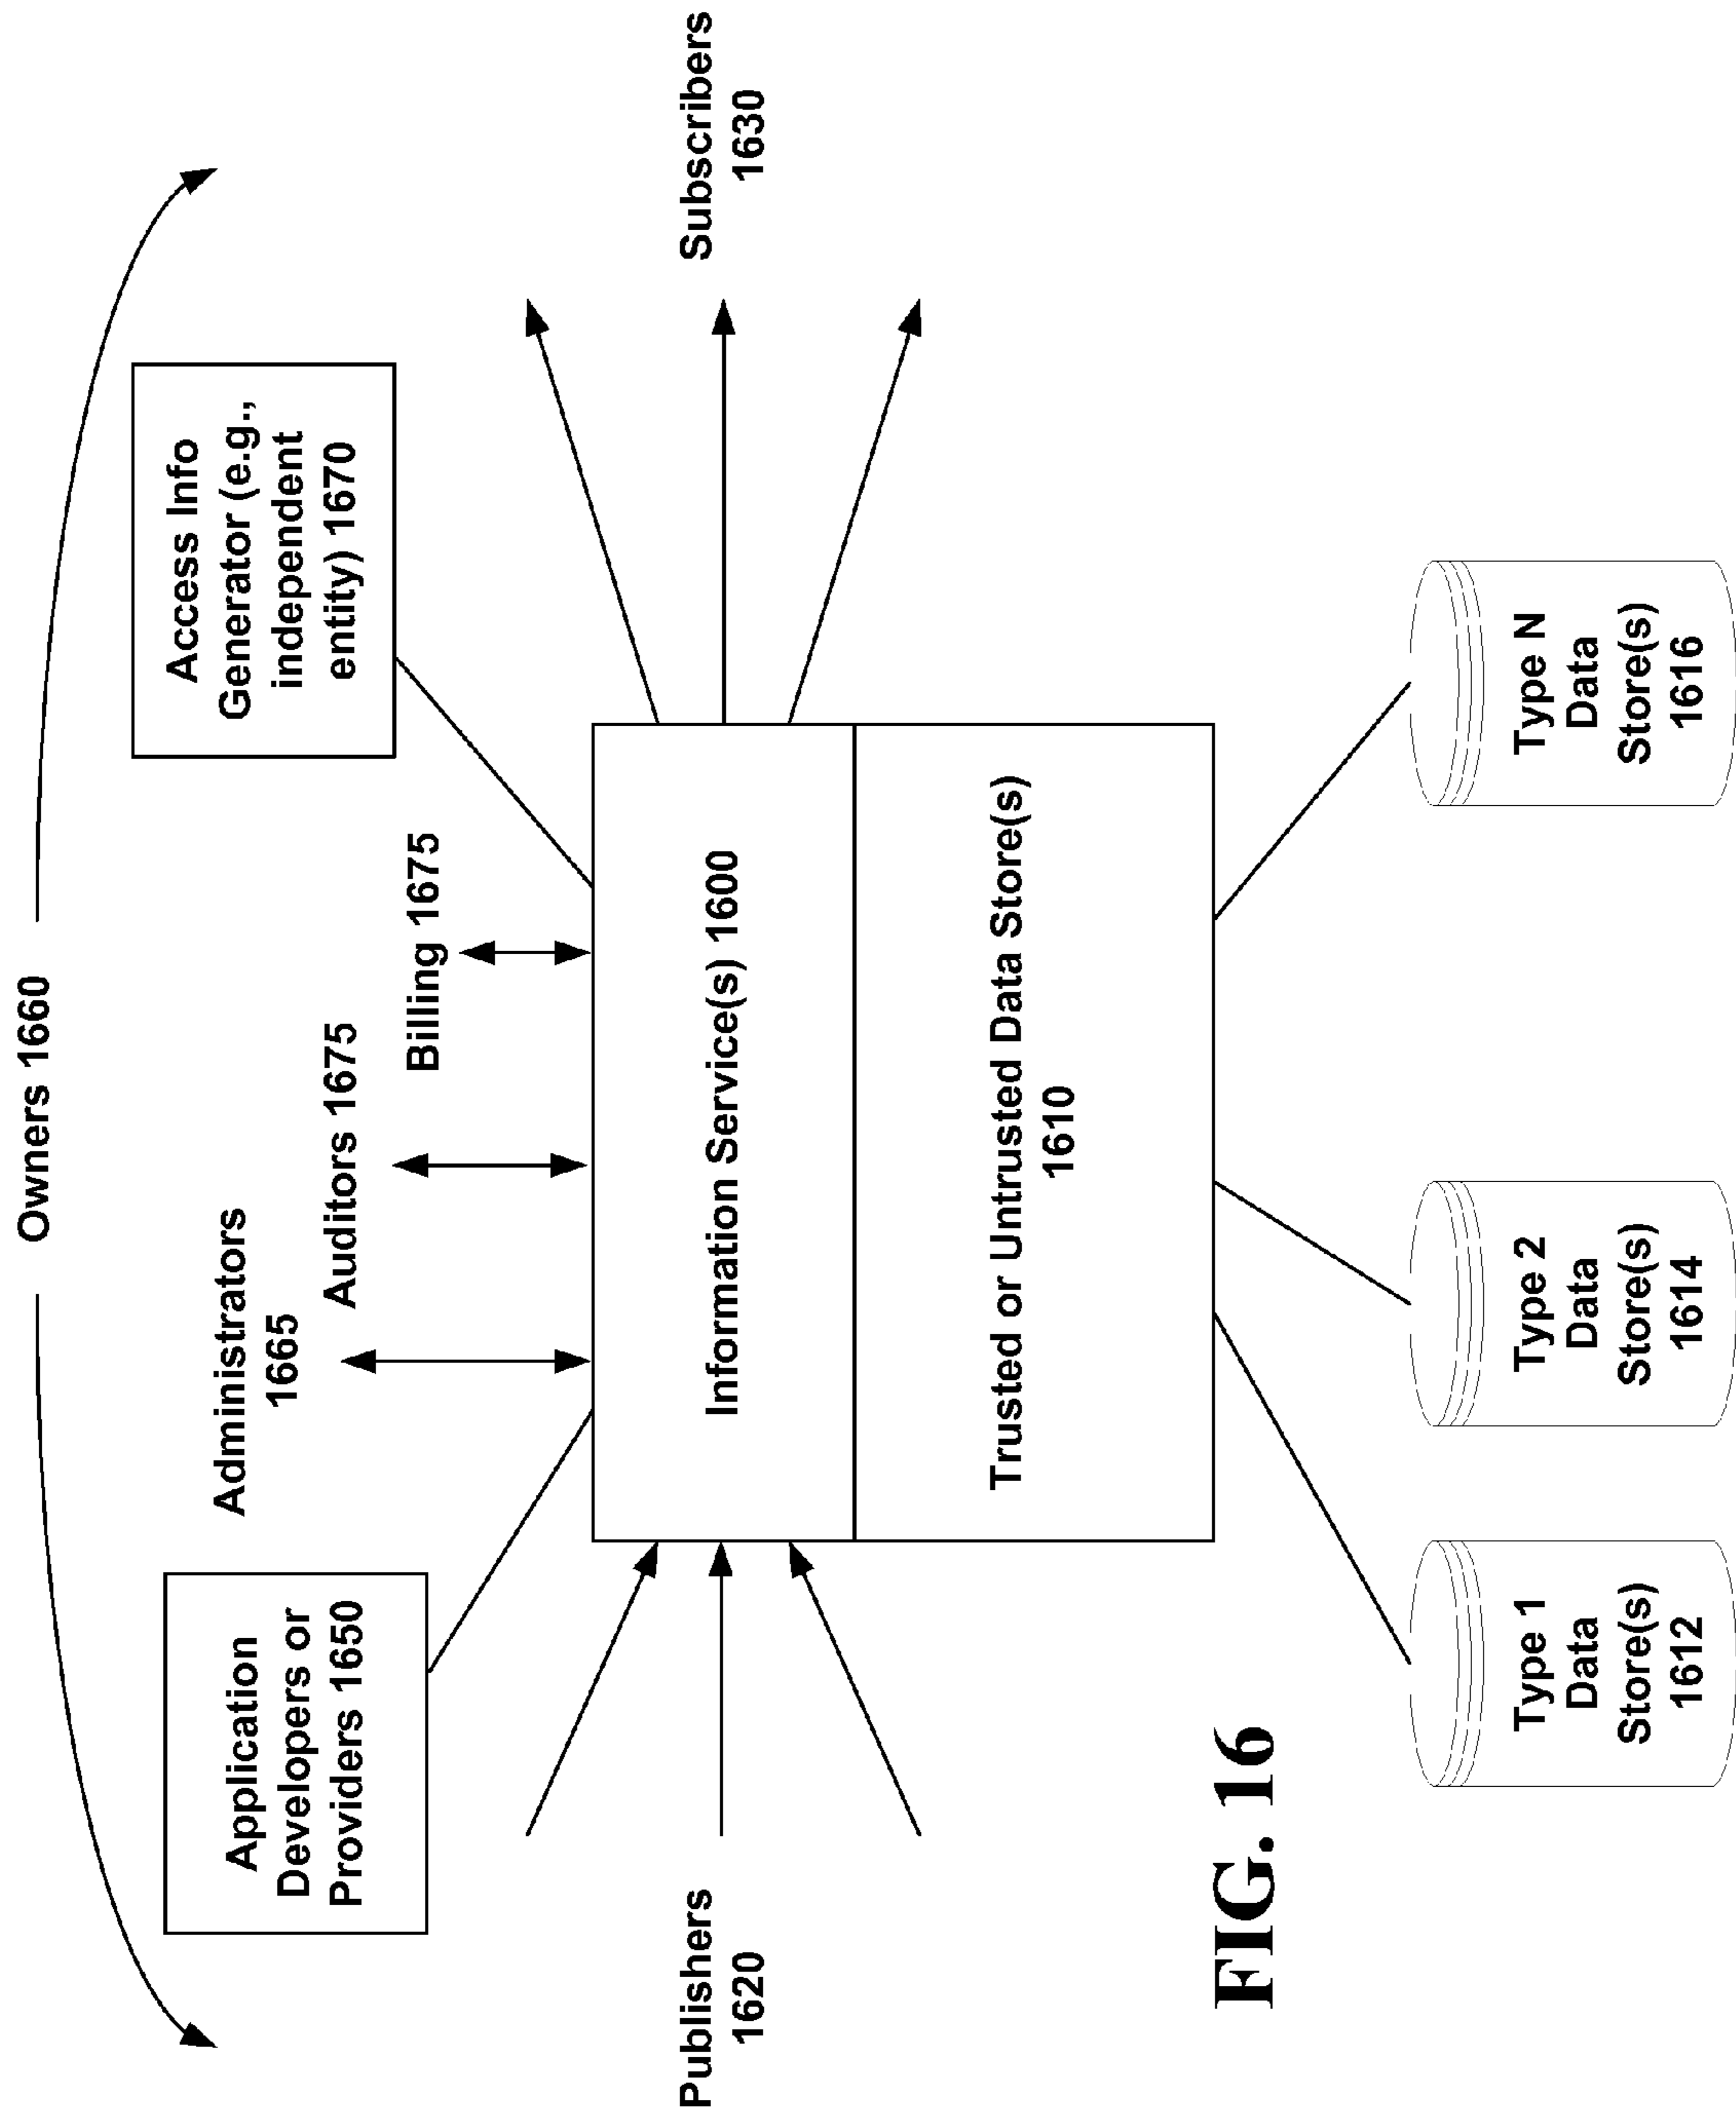 Owners 1660
Administrators
1665
Auditors 1675
Billing 1675
Application
Developers or
Providers 1650
Access Info
Generator (e.g.,
independent
entity) 1670
Publishers
1620
Information Service(s) 1600
Subscribers
1630
Trusted or Untrusted Data Store(s)
1610
FIG. 16
Type 1
Data
Store(s)
1612
Type 2
Data
Store(s)
1614
Type N
Data
Store(s)
1616